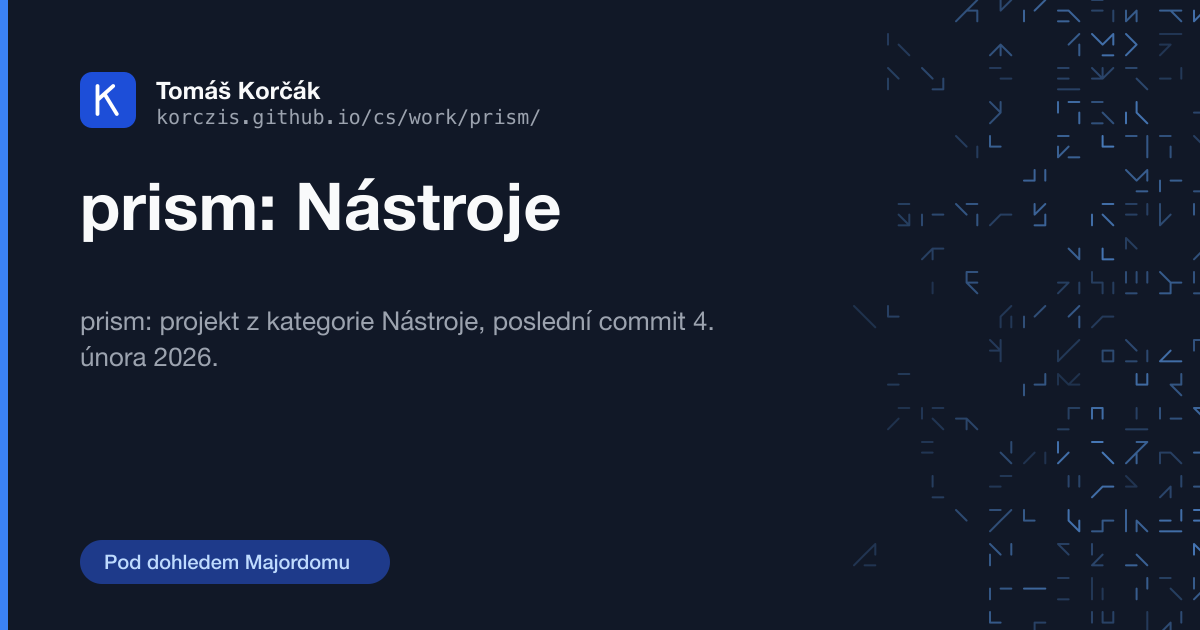 Tomáš Korčák
korczis.github.io/cs/work/prism/
prism: Nástroje
prism: projekt z kategorie Nástroje, poslední commit 4.
února 2026.
Pod dohledem Majordomu